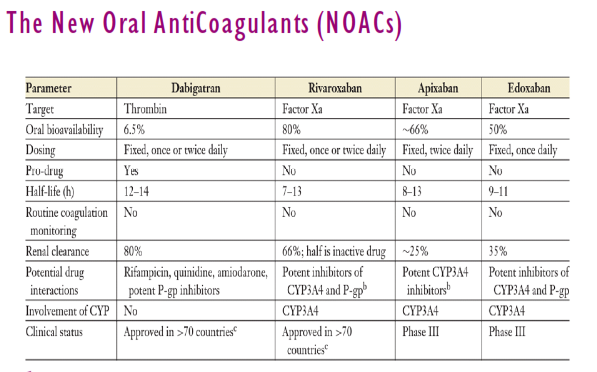 The New Oral AntiCoagulants (NOACs)
Parameter Dabigatran Rivaroxaban Apixaban Edoxaban
Target Thrombin Factor Xa Factor Xa Factor Xa
Oral bioavailability 6.5% 80% ~66% 50%
Dosing Fixed, once or twice daily Fixed, once or twice daily Fixed, twice daily Fixed, once daily
Pro-drug Yes No No No
Half-life (h) 12–14 7–13 8–13 9–11
Routine coagulation No No No No
monitoring
Renal clearance 80% 66%; half is inactive drug ~25% 35%
Potential drug Rifampicin, quinidine, amiodarone, Potent inhibitors of Potent CYP3A4 Potent inhibitors of
interactions potent P-gp inhibitors CYP3A4 and P-gpb inhibitorsb CYP3A4 and P-gp
Involvement of CYP No CYP3A4 CYP3A4 CYP3A4
Clinical status Approved in >70 countriesc Approved in >70 Phase III Phase III
countriesc